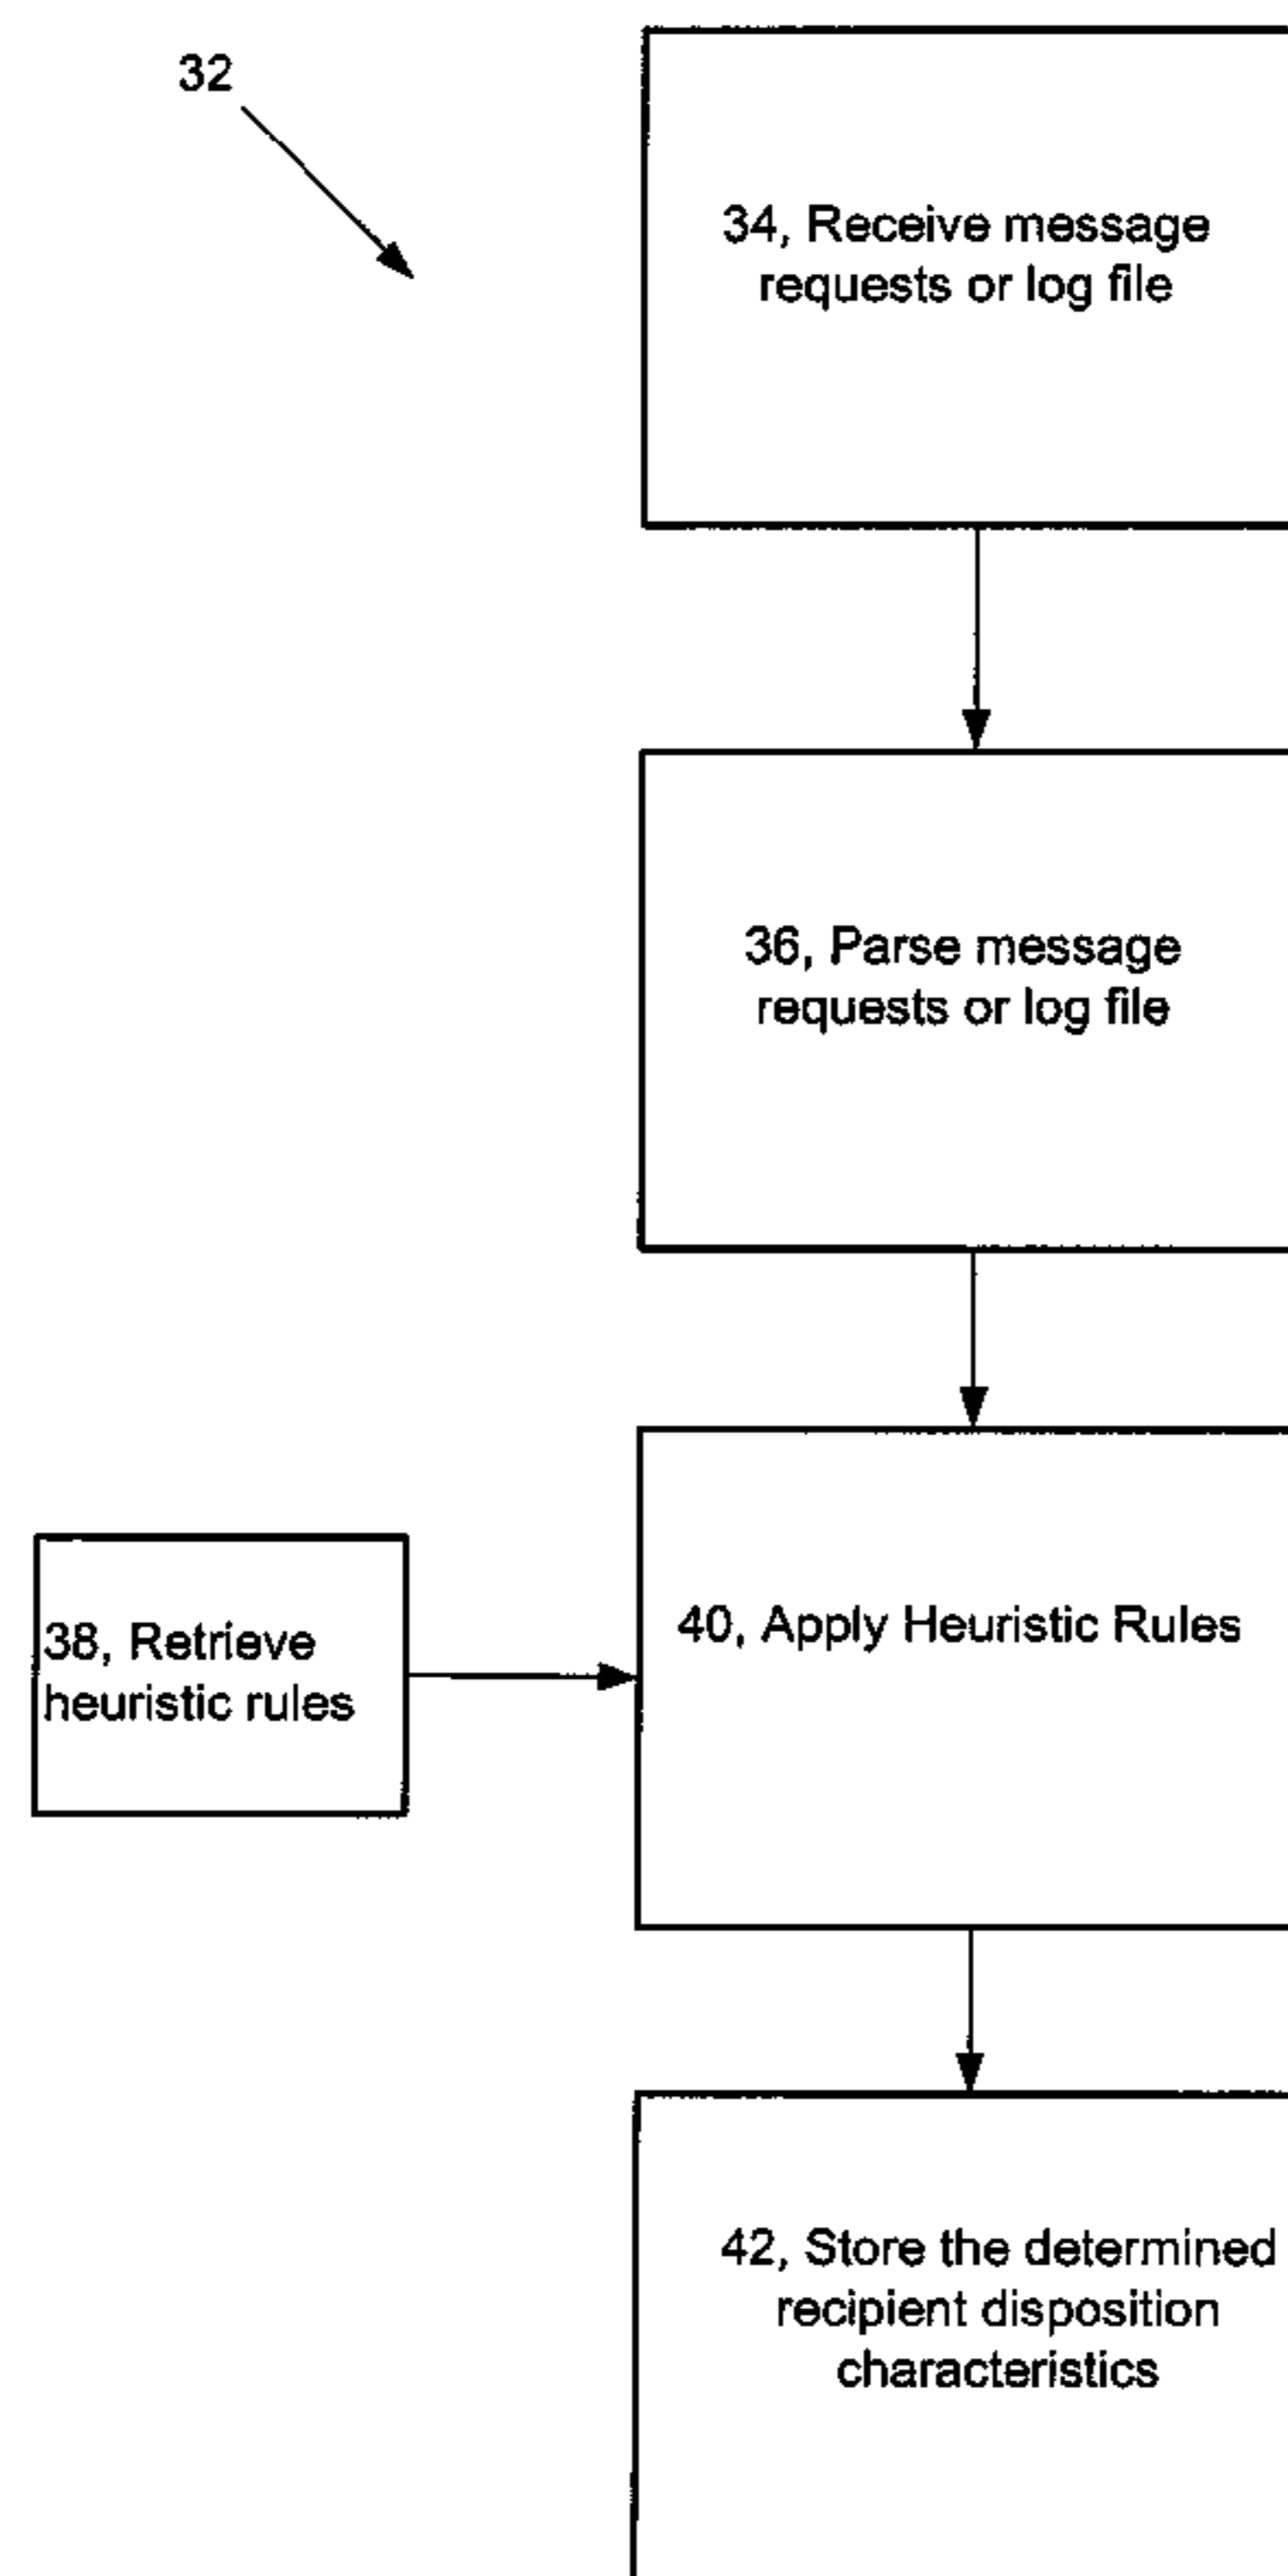 32
34, Receive message
requests or log file
36, Parse message
requests or log file
38, Retrieve
heuristic rules
40, Apply Heuristic Rules
42, Store the determined
recipient disposition
characteristics